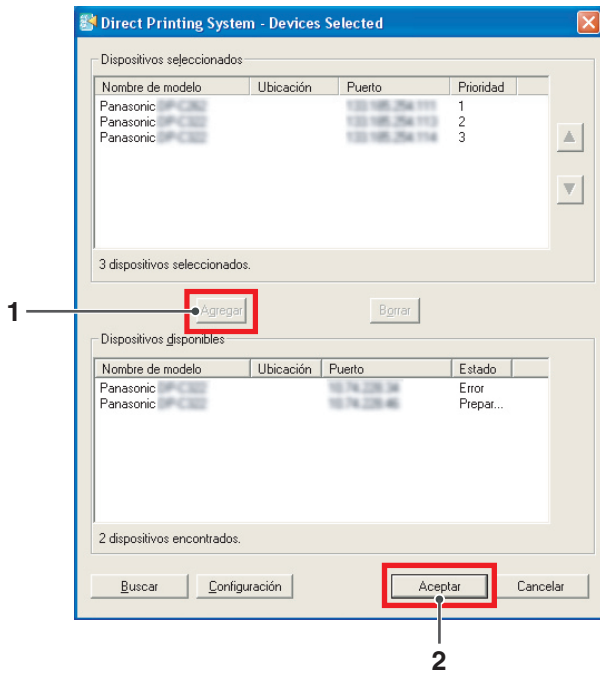 Direct Printing System - Devices Selected
Dispositivos seleccionados
Nombre de modelo Ubicación Puerto Prioridad
Panasonic 1
Panasonic 2
Panasonic 3
3 dispositivos seleccionados.
1
Agregar Borrar
Dispositivos disponibles
Nombre de modelo Ubicación Puerto Estado
Panasonic Error
Panasonic Prepar...
2 dispositivos encontrados.
Buscar Configuración Aceptar Cancelar
2